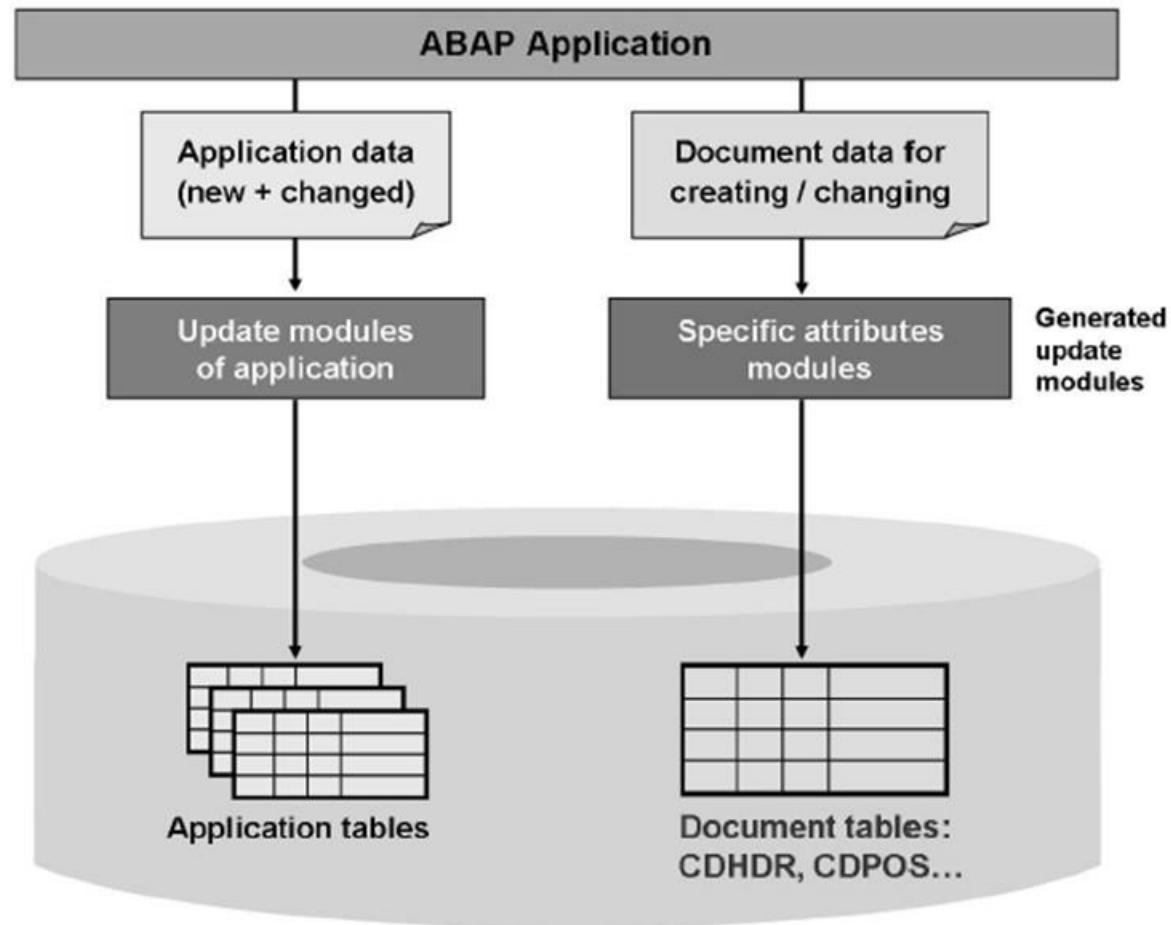 ABAP Application
Application data
(new + changed)
Document data for
creating / changing
Update modules
of application
Specific attributes
modules
Generated
update
modules
Application tables
Document tables:
CDHDR, CDPOS…